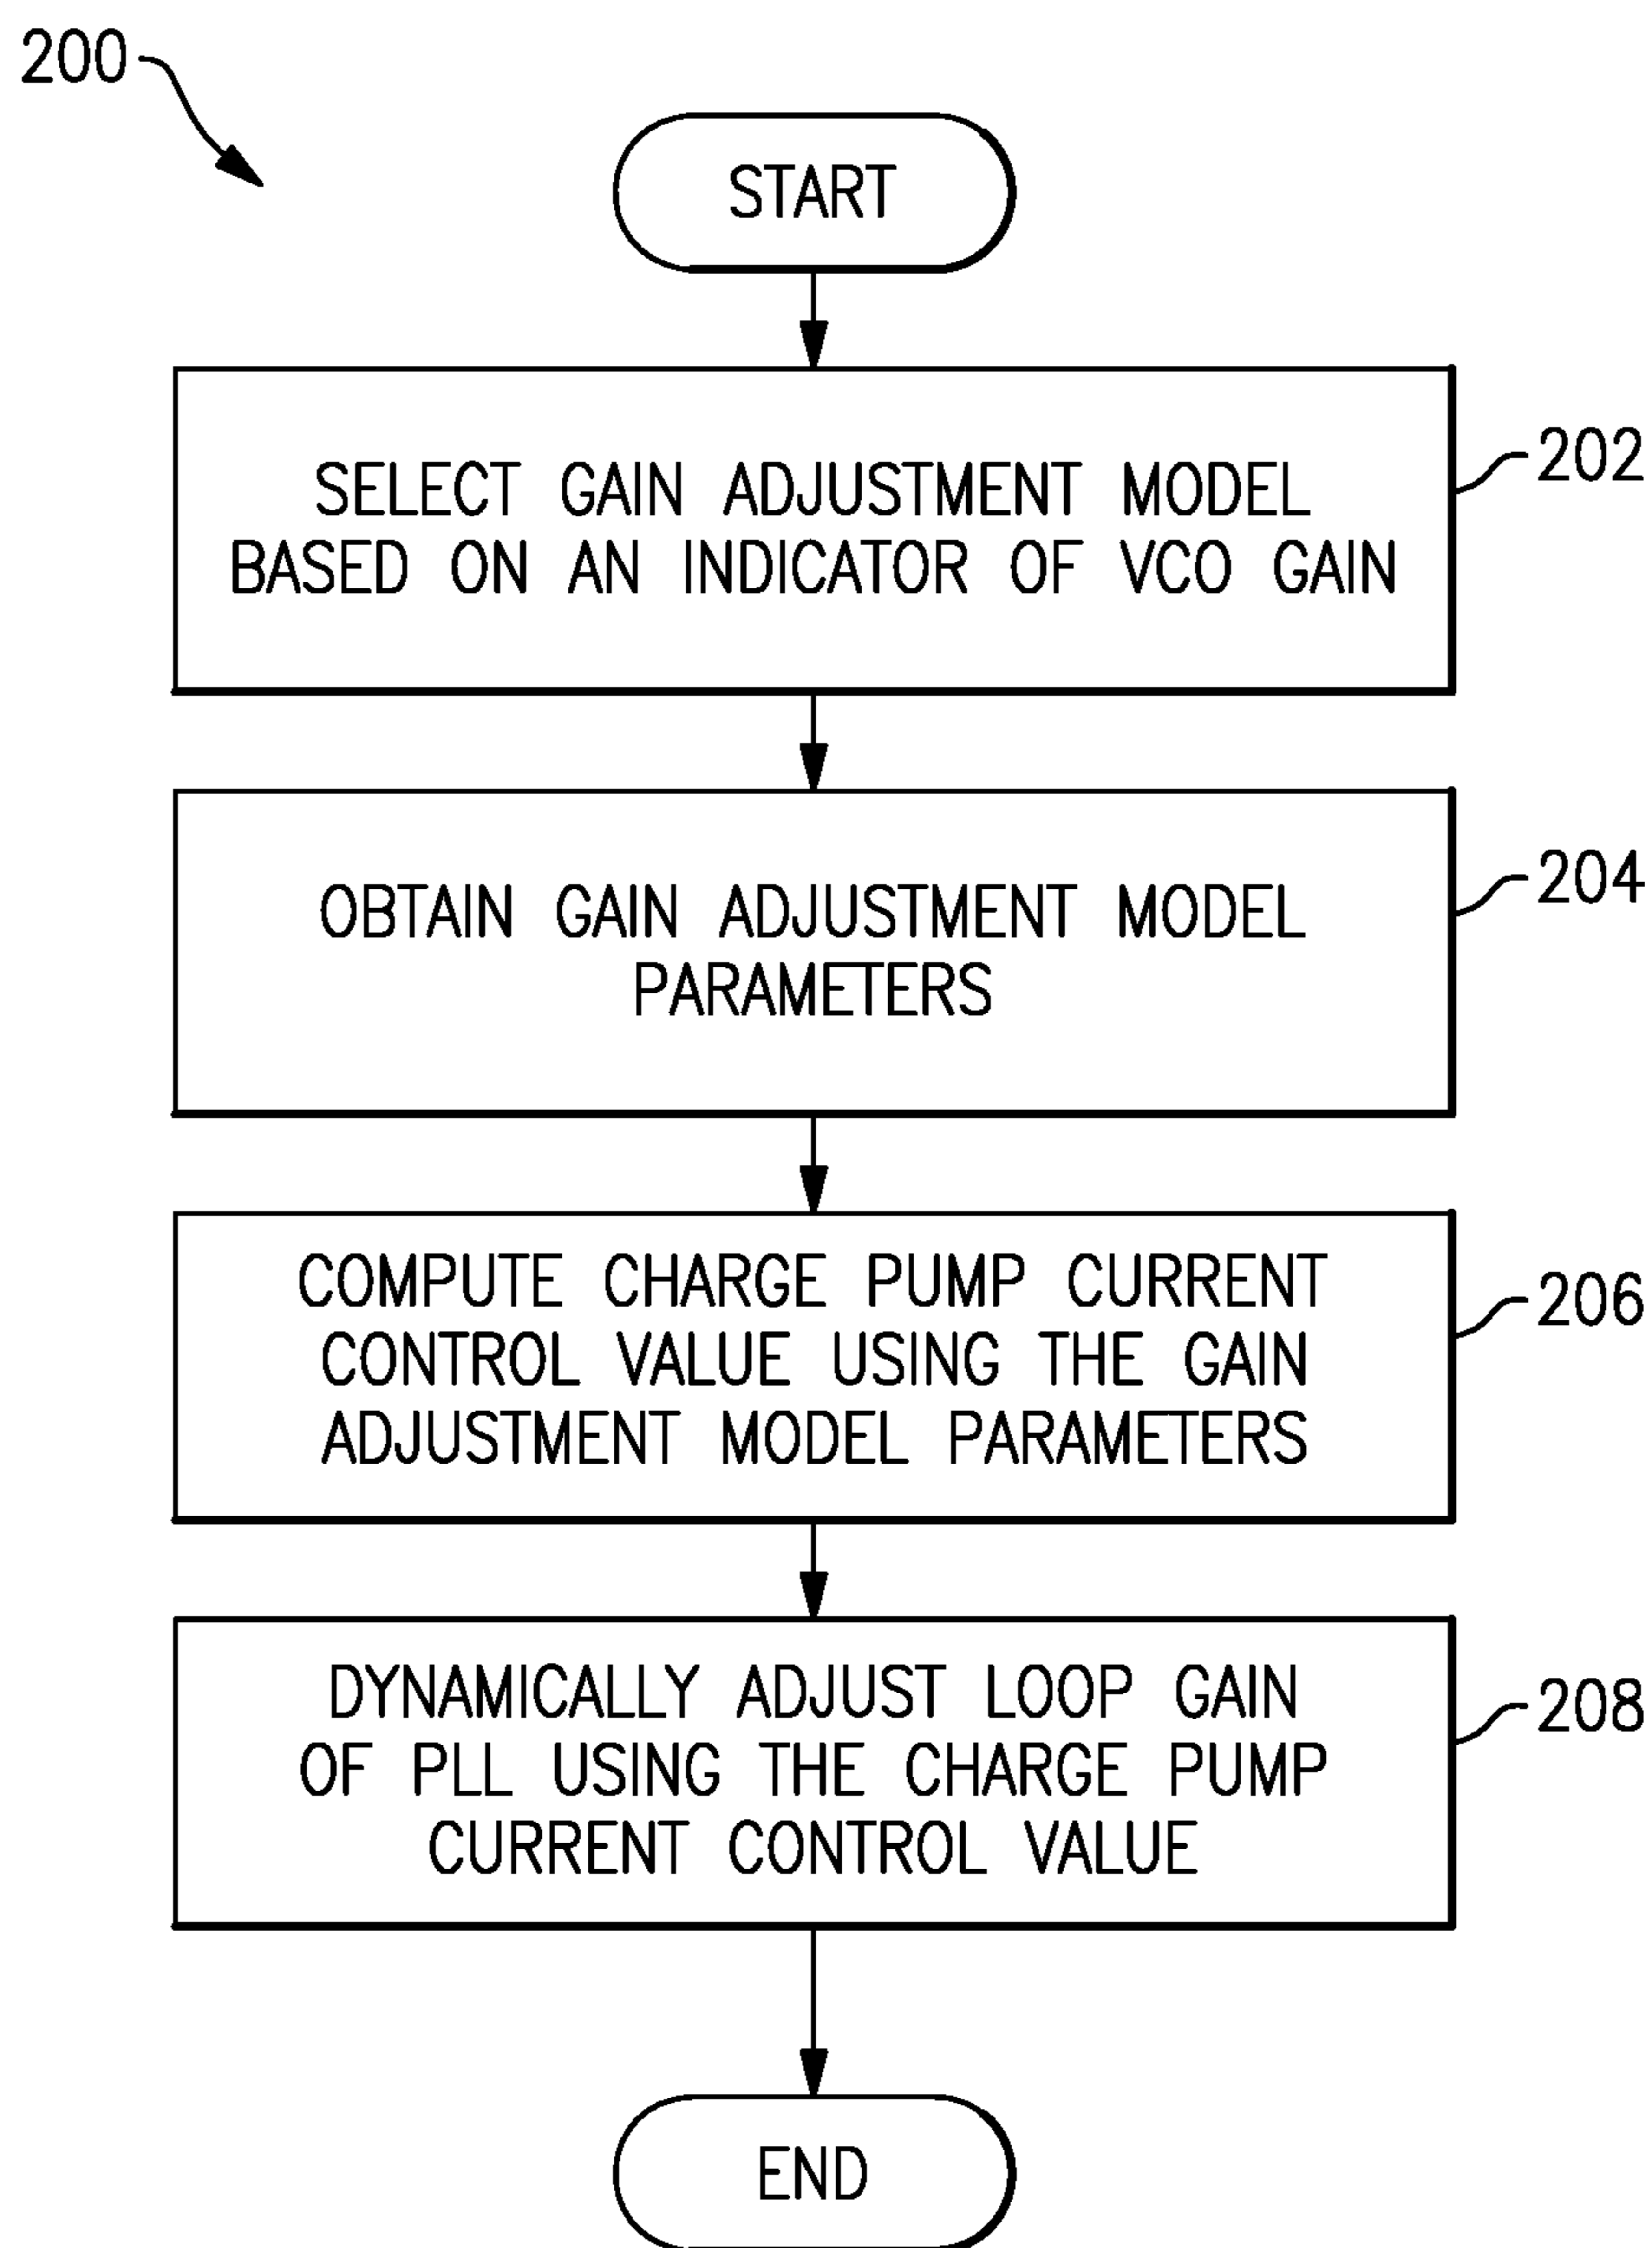 200
START
SELECT GAIN ADJUSTMENT MODEL
BASED ON AN INDICATOR OF VCO GAIN
202
OBTAIN GAIN ADJUSTMENT MODEL
PARAMETERS
204
COMPUTE CHARGE PUMP CURRENT
CONTROL VALUE USING THE GAIN
ADJUSTMENT MODEL PARAMETERS
206
DYNAMICALLY ADJUST LOOP GAIN
OF PLL USING THE CHARGE PUMP
CURRENT CONTROL VALUE
208
END